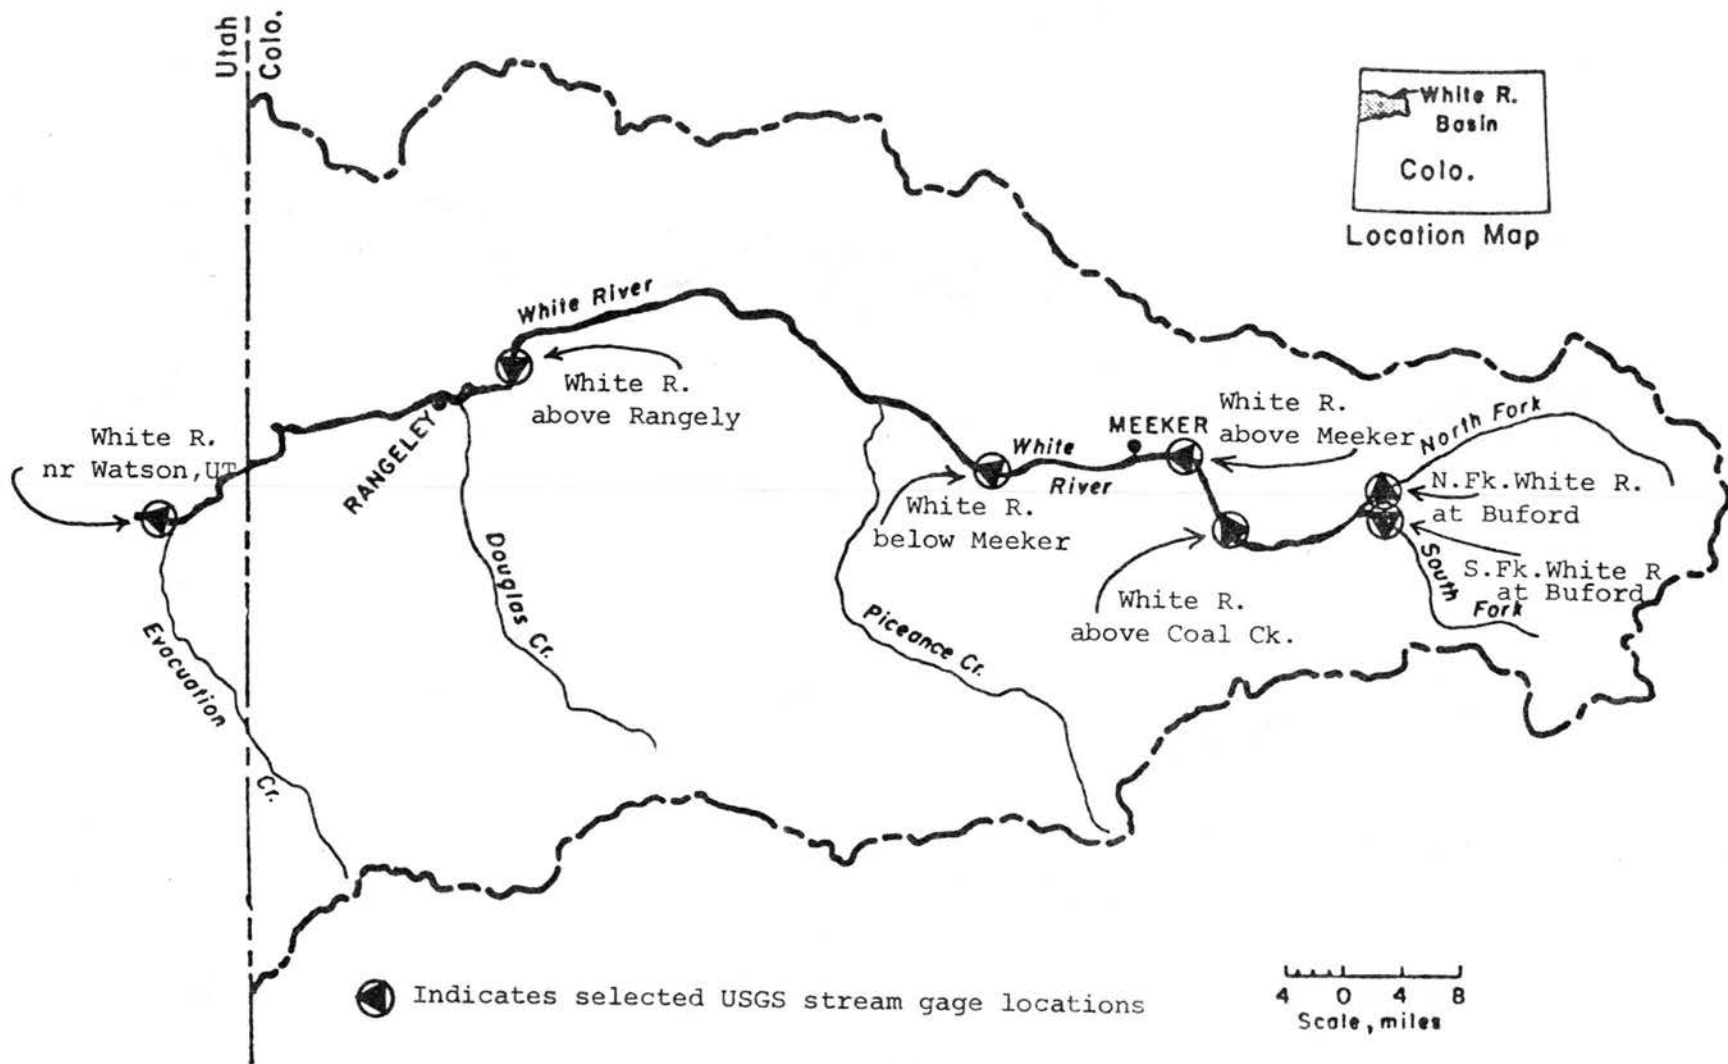 Utah
Colo.
White R.
Basin
Colo.
Location Map
White River
White R.
above Rangely
White R.
nr Watson, UT
RANGELEY
MEEKER
White R.
above Meeker
North Fork
White
River
White R.
below Meeker
N.Fk.White R.
at Buford
S.Fk.White R
at Buford
South
Fork
White R.
above Coal Ck.
Douglas Cr.
Piceance Cr.
Evacuation
Cr.
Indicates selected USGS stream gage locations
4 0 4 8
Scale, miles